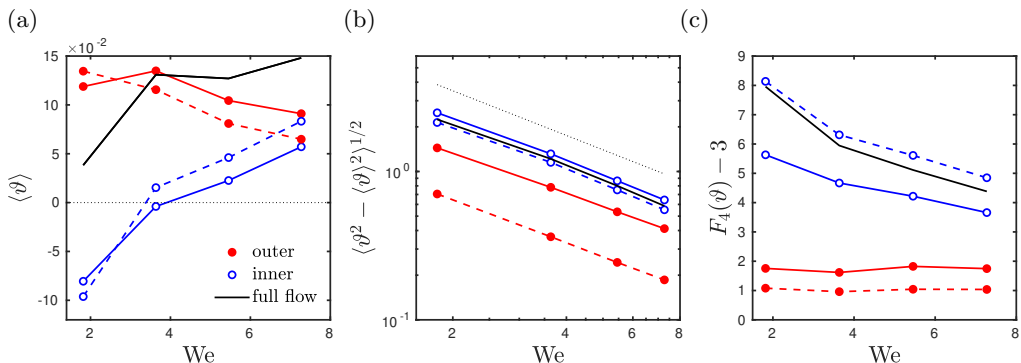 (a)
×10⁻²
15
10
5
0
-5
-10
2
4
6
8
We
⟨ϑ⟩
outer
inner
full flow
(b)
10⁰
10⁻¹
2
4
6
8
We
⟨ϑ² − ⟨ϑ⟩²⟩^{1/2}
(c)
9
8
7
6
5
4
3
2
1
0
2
4
6
8
We
F₄(ϑ) − 3